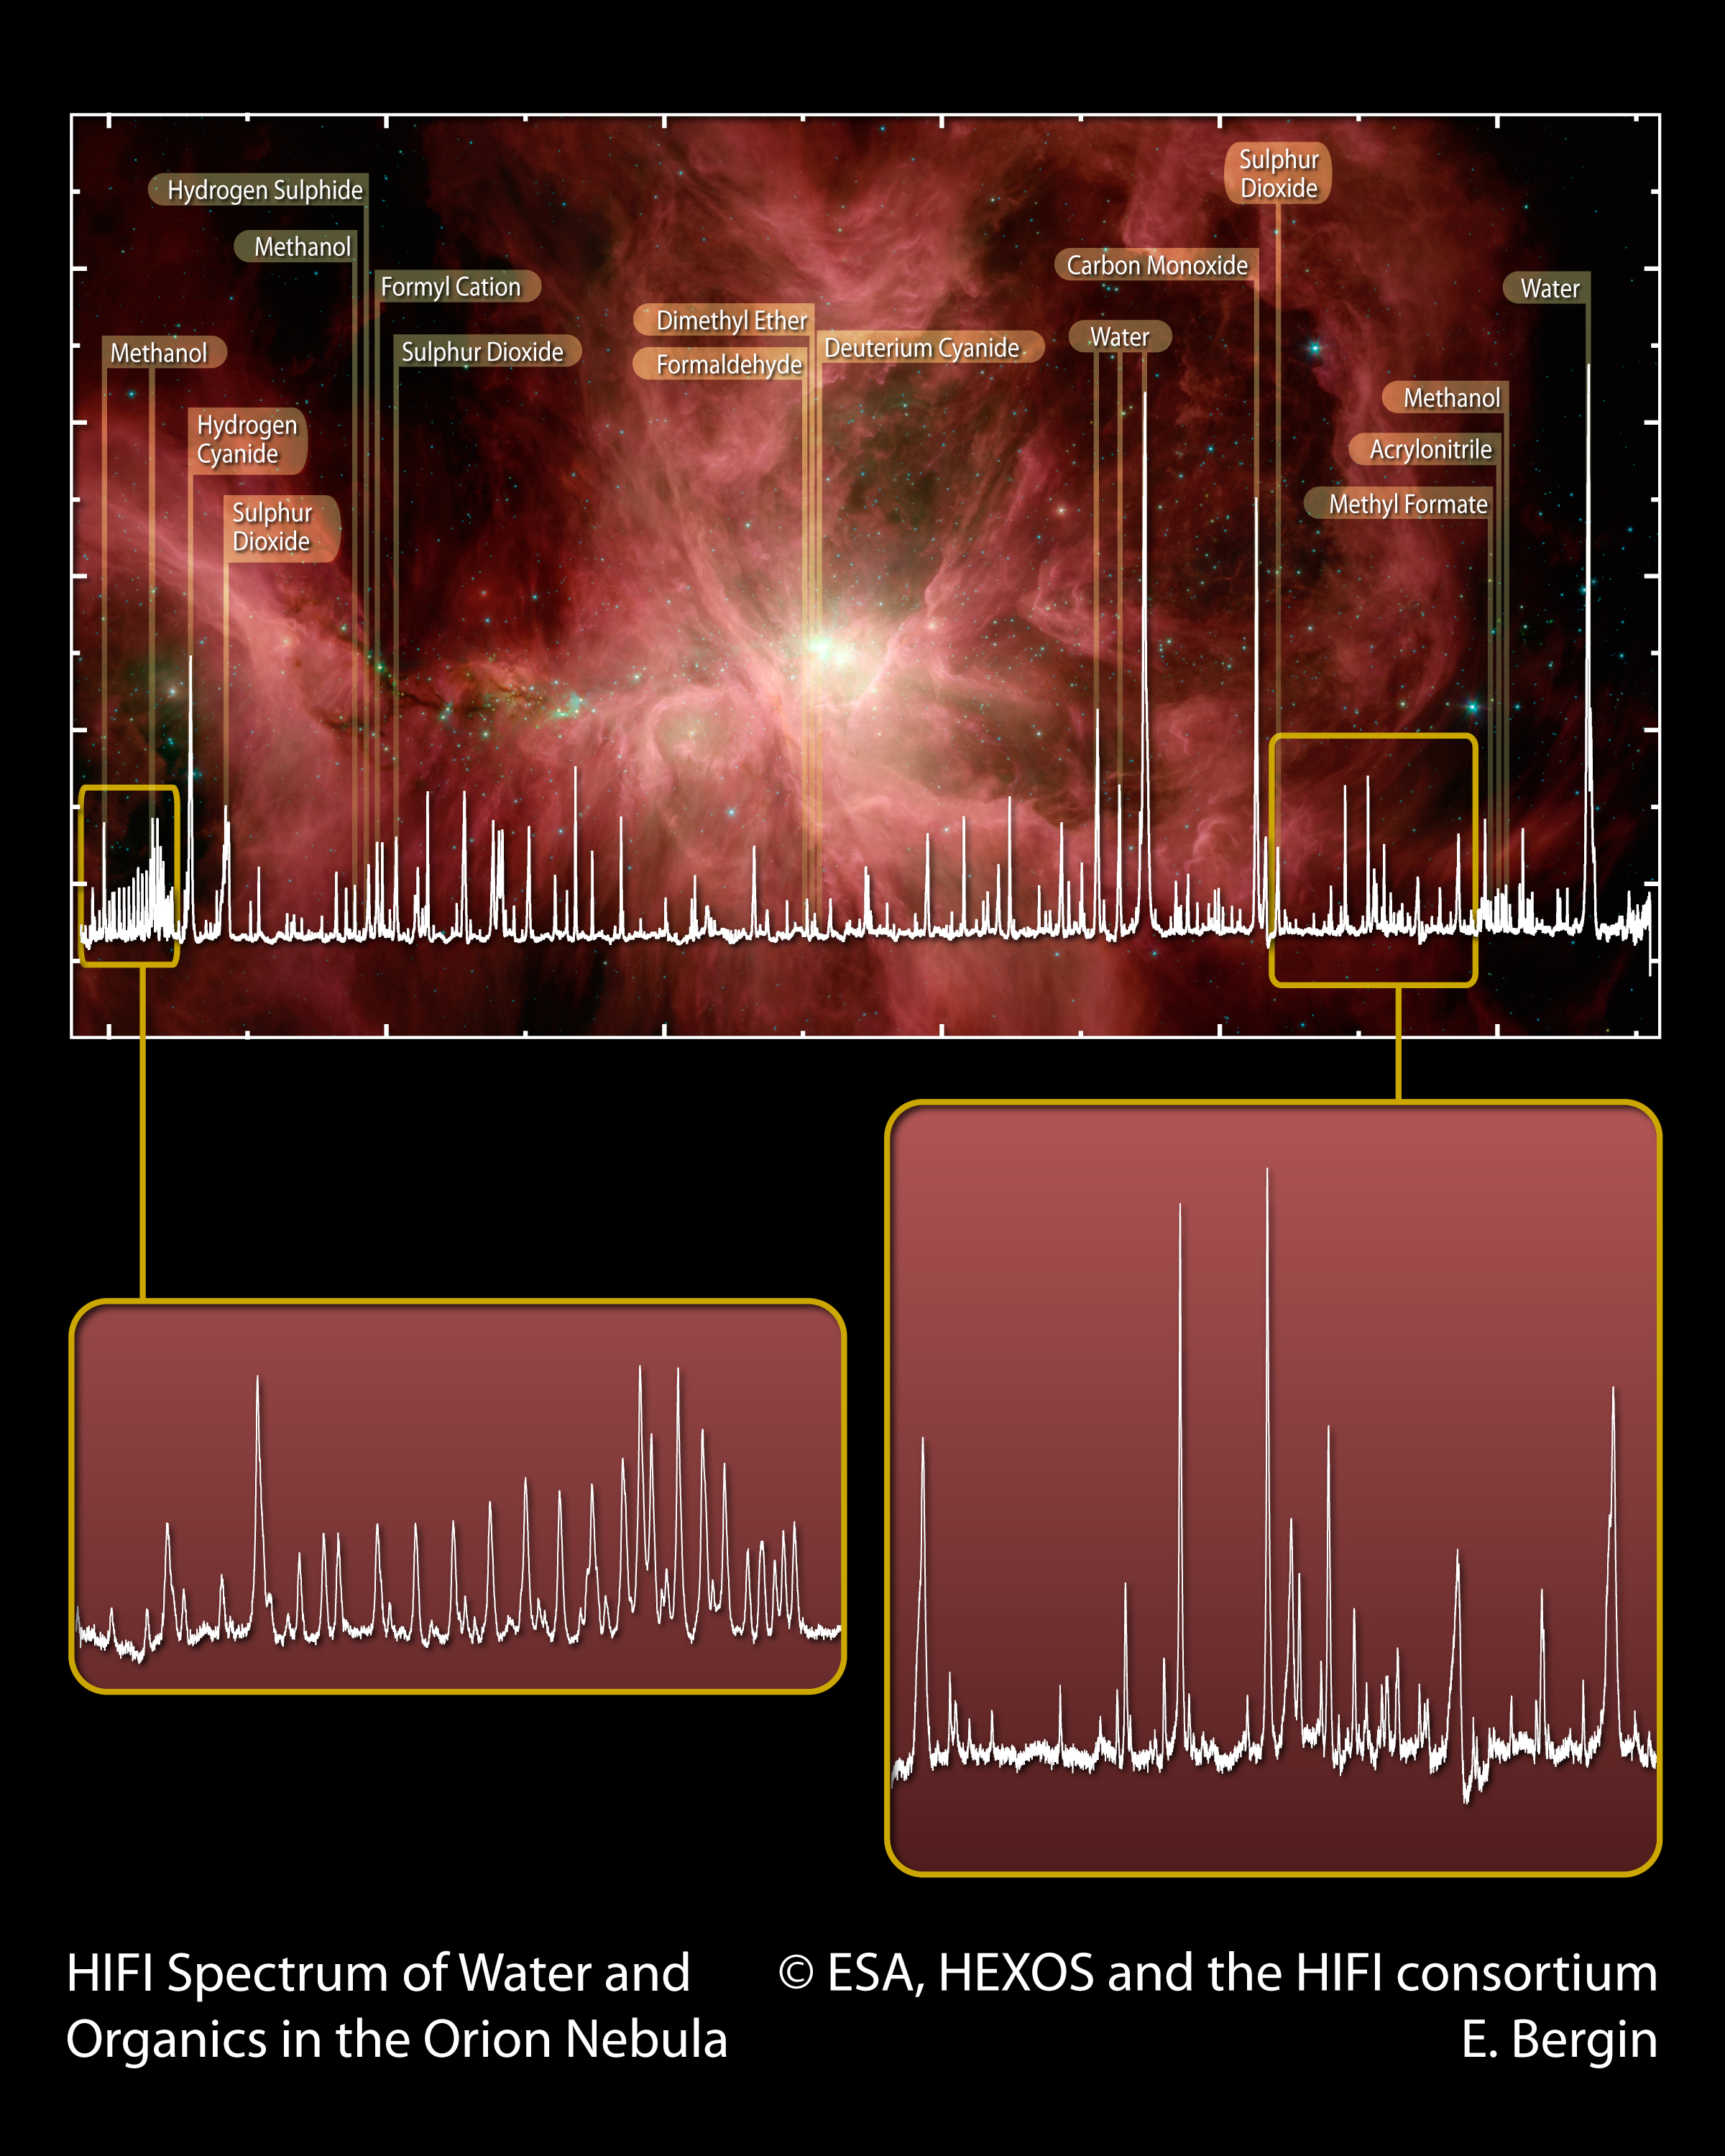 Sulphur
Dioxide
Hydrogen Sulphide
Methanol
Carbon Monoxide
Formyl Cation
Water
Dimethyl Ether
Water
Deuterium Cyanide
Methanol
Sulphur Dioxide
Formaldehyde
Methanol
Hydrogen
Cyanide
Acrylonitrile
Methyl Formate
Sulphur
Dioxide
HIFI Spectrum of Water and
Organics in the Orion Nebula
© ESA, HEXOS and the HIFI consortium
E. Bergin